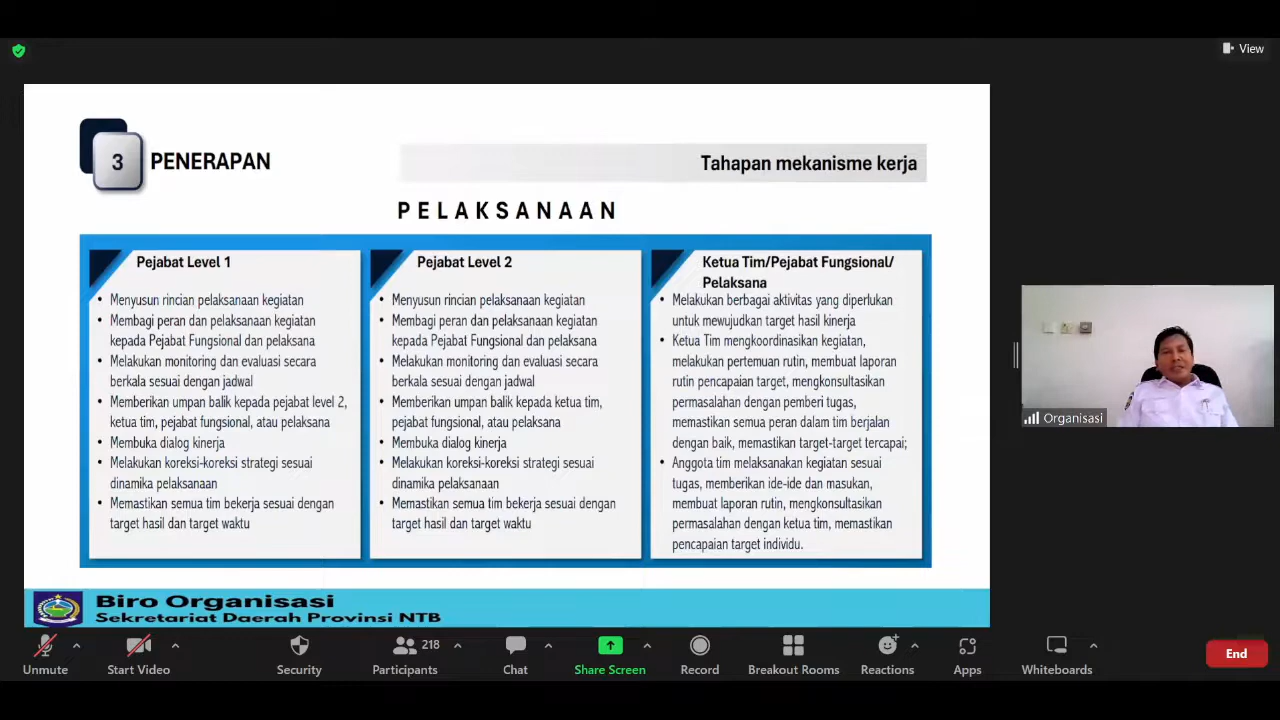 View
3
PENERAPAN
Tahapan mekanisme kerja
PELAKSANAAN
Pejabat Level 1
• Menyusun rincian pelaksanaan kegiatan
• Membagi peran dan pelaksanaan kegiatan
kepada Pejabat Fungsional dan pelaksana
• Melakukan monitoring dan evaluasi secara
berkala sesuai dengan jadwal
• Memberikan umpan balik kepada pejabat level 2,
ketua tim, pejabat fungsional, atau pelaksana
• Membuka dialog kinerja
• Melakukan koreksi-koreksi strategi sesuai
dinamika pelaksanaan
• Memastikan semua tim bekerja sesuai dengan
target hasil dan target waktu
Pejabat Level 2
• Menyusun rincian pelaksanaan kegiatan
• Membagi peran dan pelaksanaan kegiatan
kepada Pejabat Fungsional dan pelaksana
• Melakukan monitoring dan evaluasi secara
berkala sesuai dengan jadwal
• Memberikan umpan balik kepada ketua tim,
pejabat fungsional, atau pelaksana
• Membuka dialog kinerja
• Melakukan koreksi-koreksi strategi sesuai
dinamika pelaksanaan
• Memastikan semua tim bekerja sesuai dengan
target hasil dan target waktu
Ketua Tim/Pejabat Fungsional/
Pelaksana
• Melakukan berbagai aktivitas yang diperlukan
untuk mewujudkan target hasil kinerja
• Ketua Tim mengkoordinasikan kegiatan,
melakukan pertemuan rutin, membuat laporan
rutin pencapaian target, mengkonsultasikan
permasalahan dengan pemberi tugas,
memastikan semua peran dalam tim berjalan
dengan baik, memastikan target-target tercapai;
• Anggota tim melaksanakan kegiatan sesuai
tugas, memberikan ide-ide dan masukan,
membuat laporan rutin, mengkonsultasikan
permasalahan dengan ketua tim, memastikan
pencapaian target individu.
Organisasi
Biro Organisasi
Sekretariat Daerah Provinsi NTB
Unmute
Start Video
Security
218
Participants
Chat
Share Screen
Record
Breakout Rooms
Reactions
Apps
Whiteboards
End